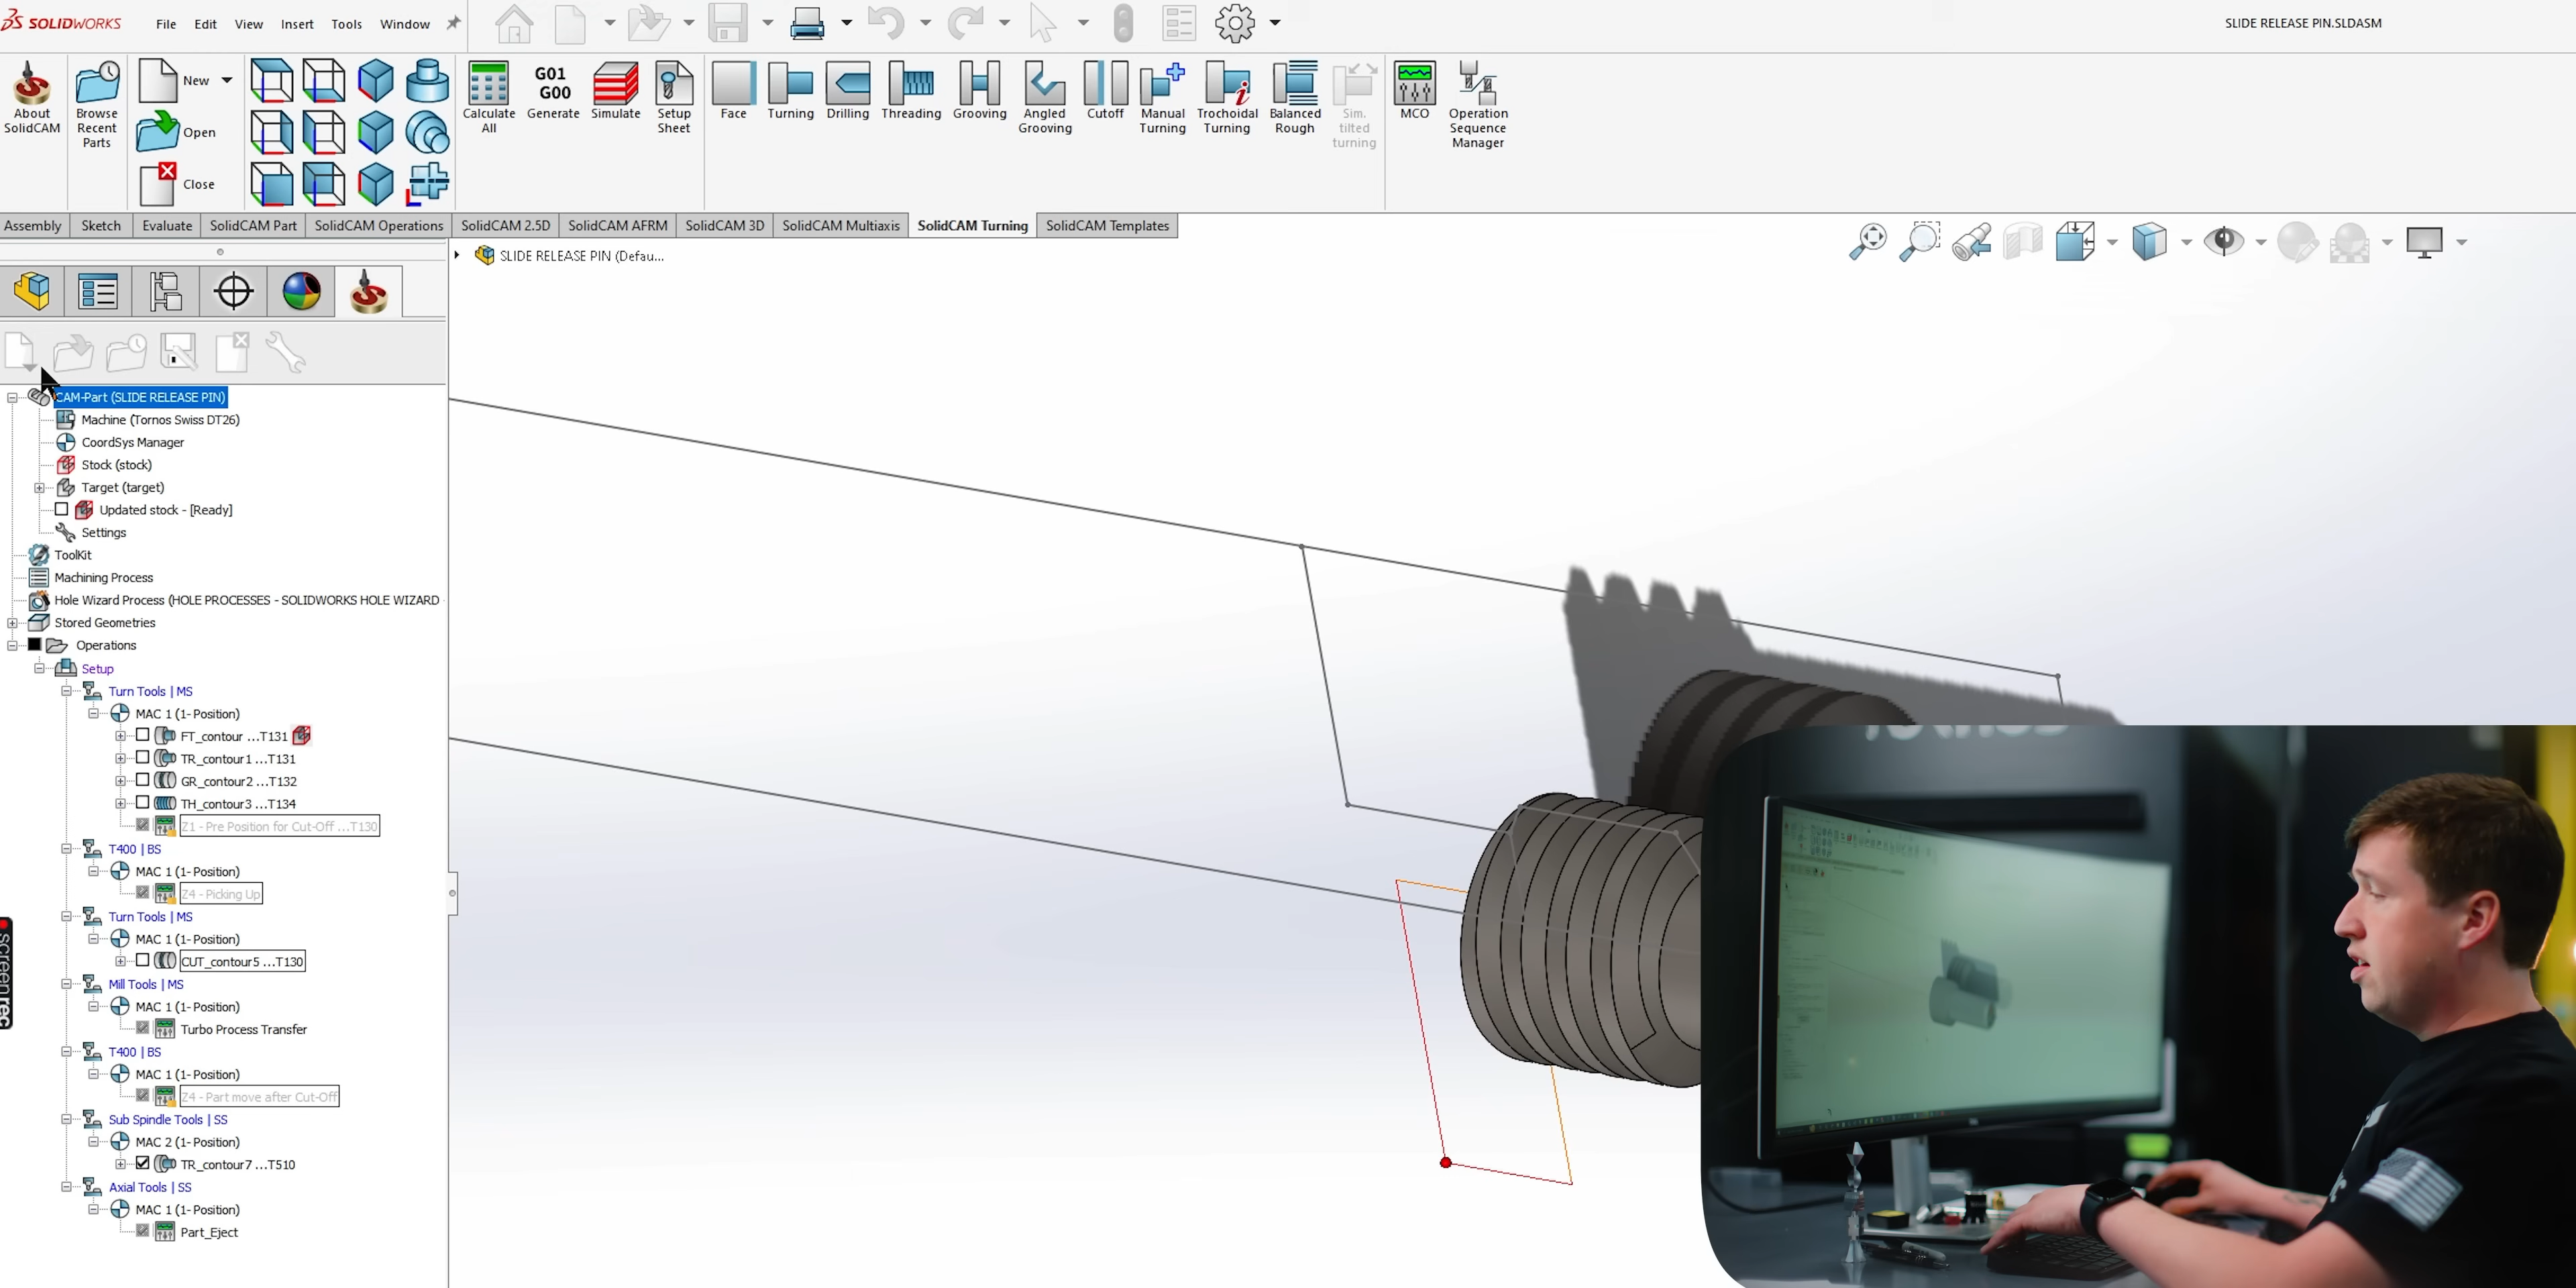 SOLIDWORKS File Edit View Insert Tools Window
SLIDE RELEASE PIN.SLDASM
About SolidCAM
Browse Recent Parts
New
Open
Close
Calculate All
G01 G00
Generate
Simulate
Setup Sheet
Face
Turning
Drilling
Threading
Grooving
Angled Grooving
Cutoff
Manual Turning
Trochoidal Turning
Balanced Rough
Sim. tilted turning
MCO
Operation Sequence Manager
Assembly Sketch Evaluate SolidCAM Part SolidCAM Operations SolidCAM 2.5D SolidCAM AFRM SolidCAM 3D SolidCAM Multiaxis SolidCAM Turning SolidCAM Templates
SLIDE RELEASE PIN (Defau...
CAM-Part (SLIDE RELEASE PIN)
Machine (Tornos Swiss DT26)
CoordSys Manager
Stock (stock)
Target (target)
Updated stock - [Ready]
Settings
ToolKit
Machining Process
Hole Wizard Process (HOLE PROCESSES - SOLIDWORKS HOLE WIZARD
Stored Geometries
Operations
Setup
Turn Tools | MS
MAC 1 (1- Position)
FT_contour ...T131
TR_contour1 ...T131
GR_contour2 ...T132
TH_contour3 ...T134
Z1 - Pre Position for Cut-Off ...T130
T400 | BS
MAC 1 (1- Position)
Z4 - Picking Up
Turn Tools | MS
MAC 1 (1- Position)
CUT_contour5 ...T130
Mill Tools | MS
MAC 1 (1- Position)
Turbo Process Transfer
T400 | BS
MAC 1 (1- Position)
Z4 - Part move after Cut-Off
Sub Spindle Tools | SS
MAC 2 (1- Position)
TR_contour7 ...T510
Axial Tools | SS
MAC 1 (1- Position)
Part_Eject
screenrec